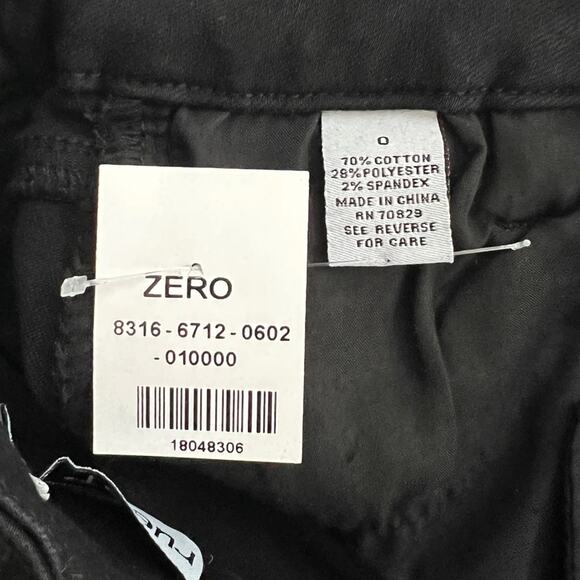 0
70% COTTON
28% POLYESTER
2% SPANDEX
MADE IN CHINA
RN 70829
SEE REVERSE
FOR CARE
ZERO
8316-6712-0602
-010000
18048306